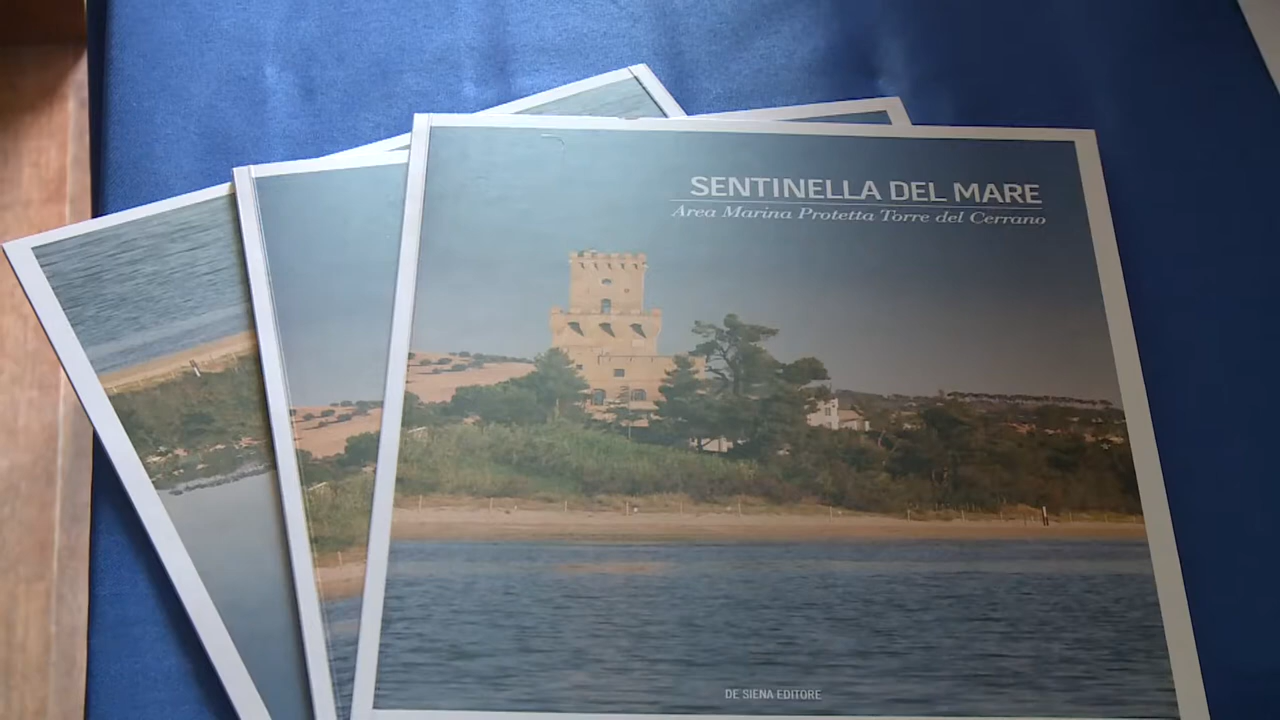 SENTINELLA DEL MARE
Area Marina Protetta Torre del Cerrano
DE SIENA EDITORE